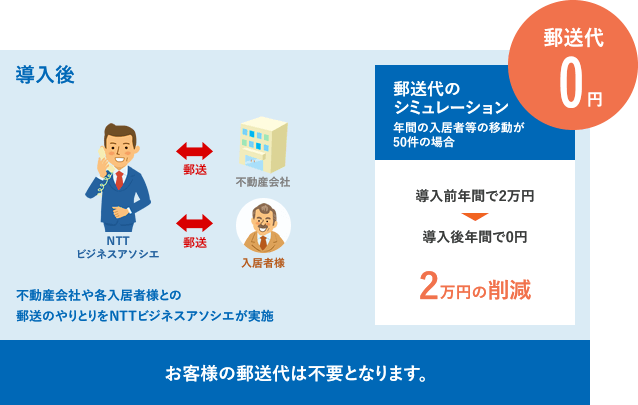 導入後
郵送
不動産会社
NTT
ビジネスアソシエ
郵送
入居者様
不動産会社や各入居者様との
郵送のやりとりをNTTビジネスアソシエが実施
郵送代
0円
郵送代の
シミュレーション
年間の入居者等の移動が
50件の場合
導入前年間で2万円
導入後年間で0円
2万円の削減
お客様の郵送代は不要となります。